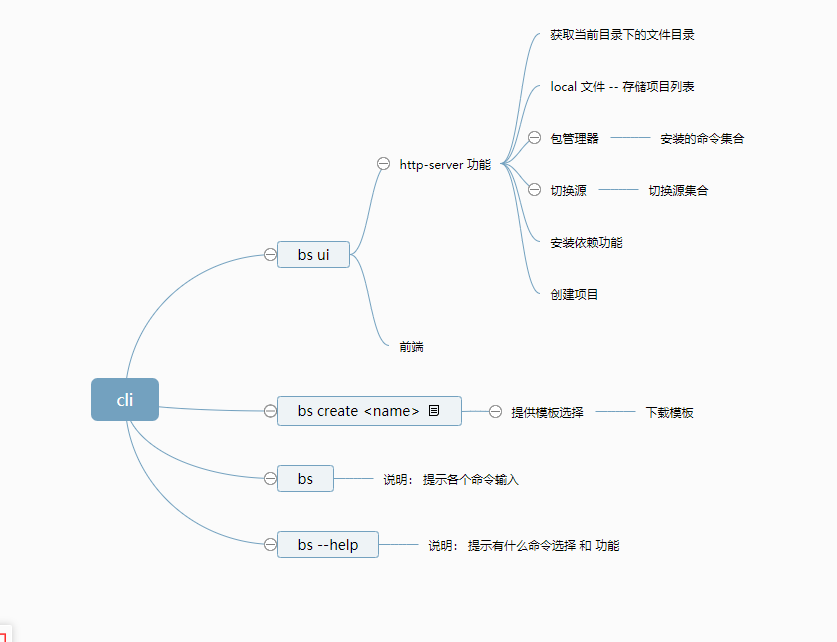 获取当前目录下的文件目录
local 文件 -- 存储项目列表
包管理器
安装的命令集合
http-server 功能
切换源
切换源集合
安装依赖功能
bs ui
创建项目
前端
cli
bs create <name>
提供模板选择
下载模板
bs
说明： 提示各个命令输入
bs --help
说明： 提示有什么命令选择 和 功能